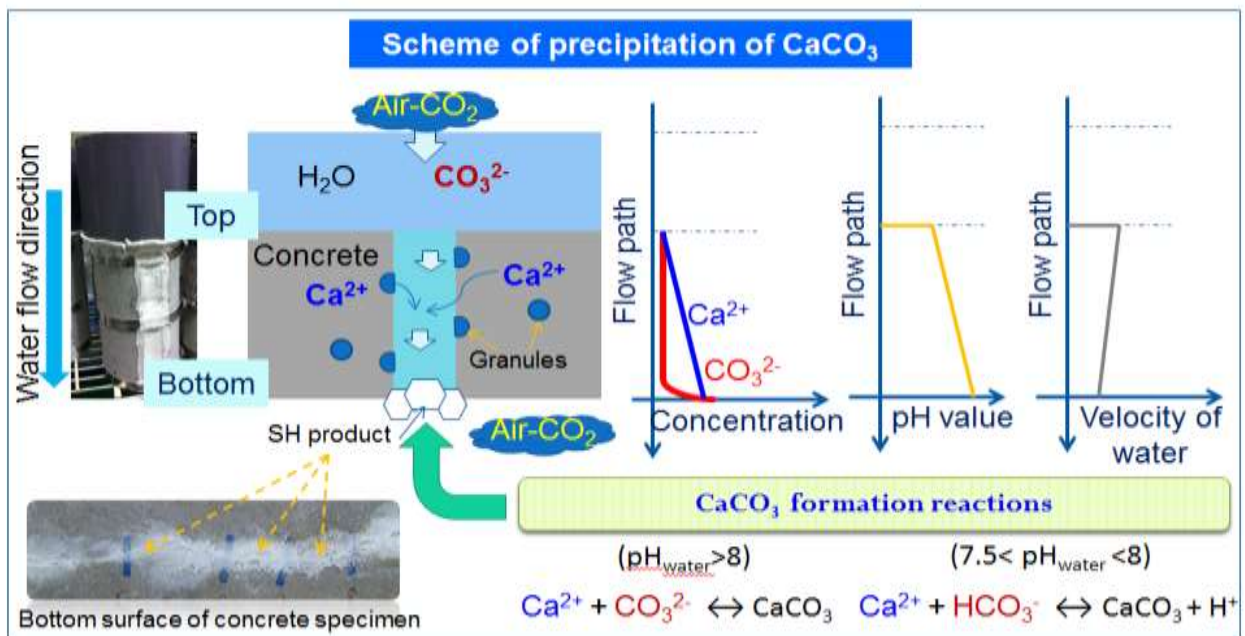 Scheme of precipitation of CaCO₃
Air-CO₂
H₂O
CO₃²⁻
Water flow direction
Top
Concrete
Ca²⁺
Ca²⁺
Granules
Bottom
SH product
Air-CO₂
Flow path
Ca²⁺
CO₃²⁻
Concentration
Flow path
pH value
Flow path
Velocity of
water
CaCO₃ formation reactions
(pHwater>8)
Ca²⁺ + CO₃²⁻ ↔ CaCO₃
(7.5< pHwater <8)
Ca²⁺ + HCO₃⁻ ↔ CaCO₃ + H⁺
Bottom surface of concrete specimen